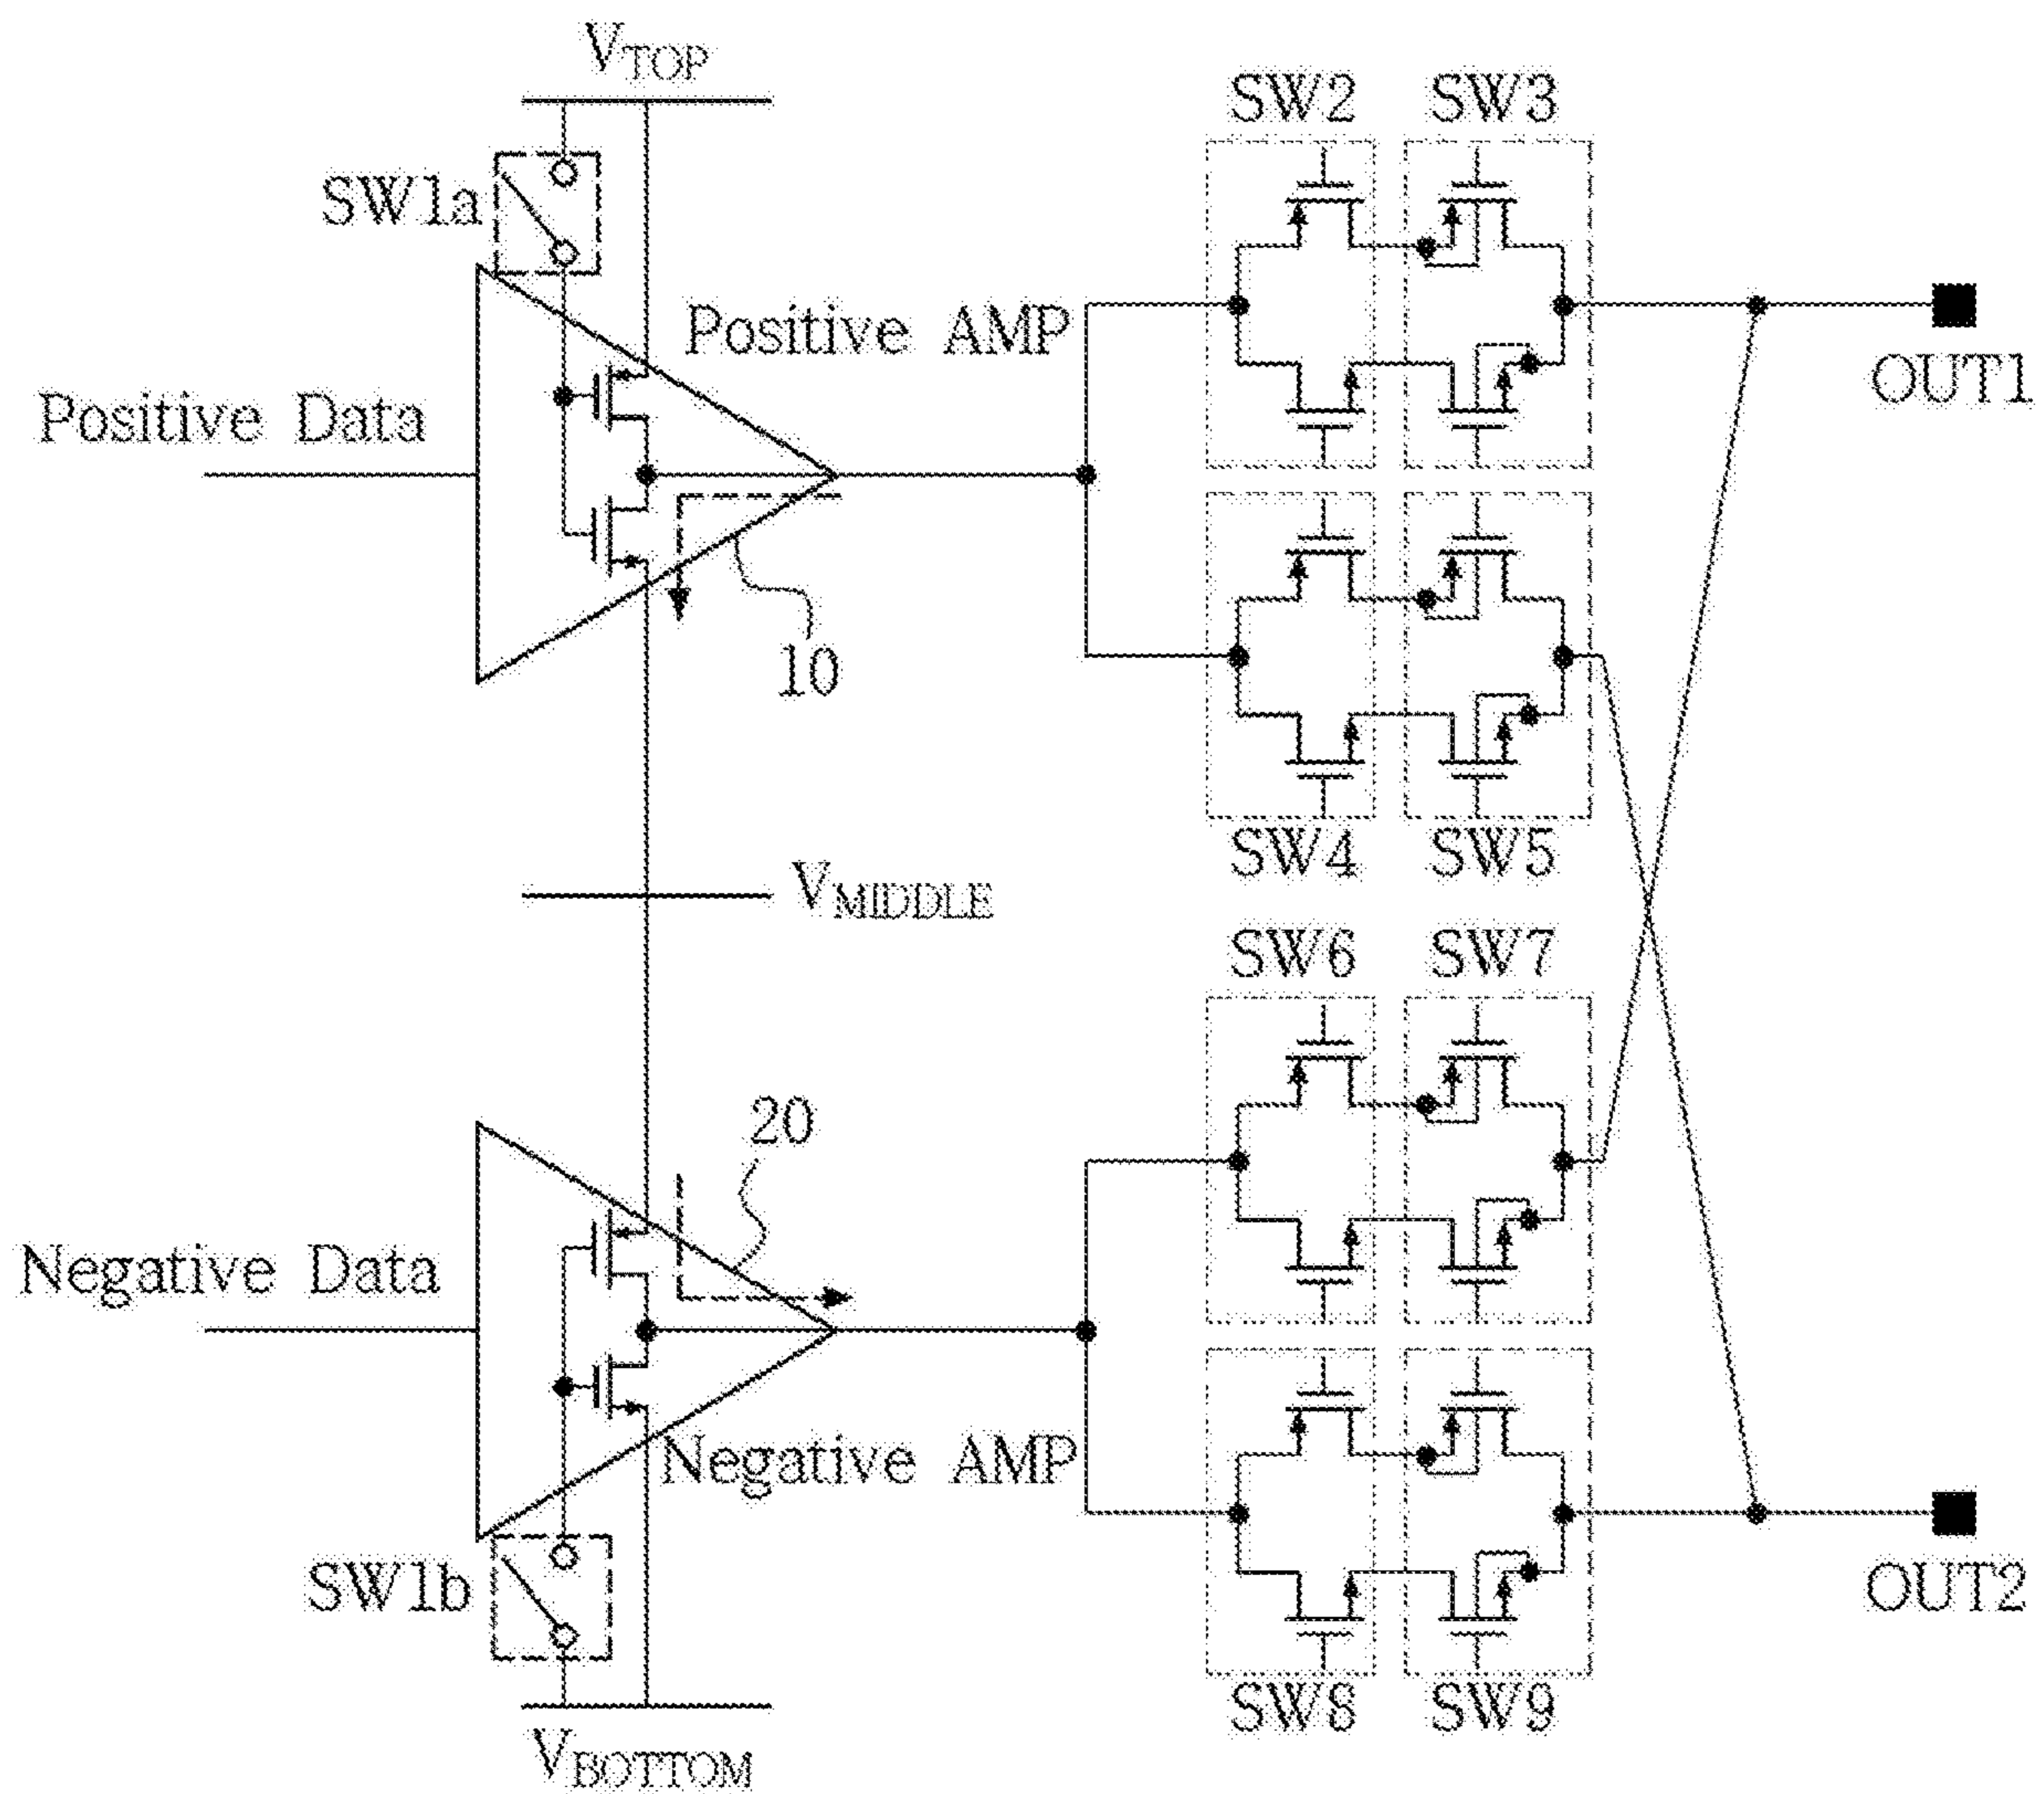 VTOP
SW2
SW3
SW1a
Positive AMP
OUT1
Positive Data
10
SW4
SW5
VMIDDLE
SW6
SW7
20
Negative Data
Negative AMP
SW1b
OUT2
SW8
SW9
VBOTTOM